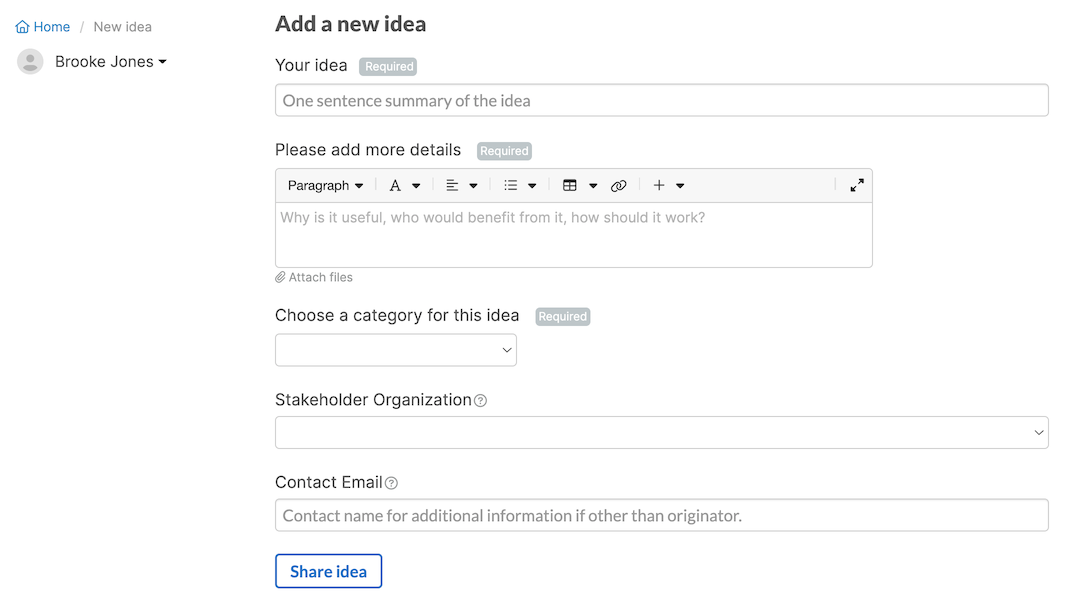 Home / New idea
Brooke Jones
Add a new idea
Your idea Required
One sentence summary of the idea
Please add more details Required
Paragraph A
Why is it useful, who would benefit from it, how should it work?
Attach files
Choose a category for this idea Required
Stakeholder Organization ?
Contact Email ?
Contact name for additional information if other than originator.
Share idea